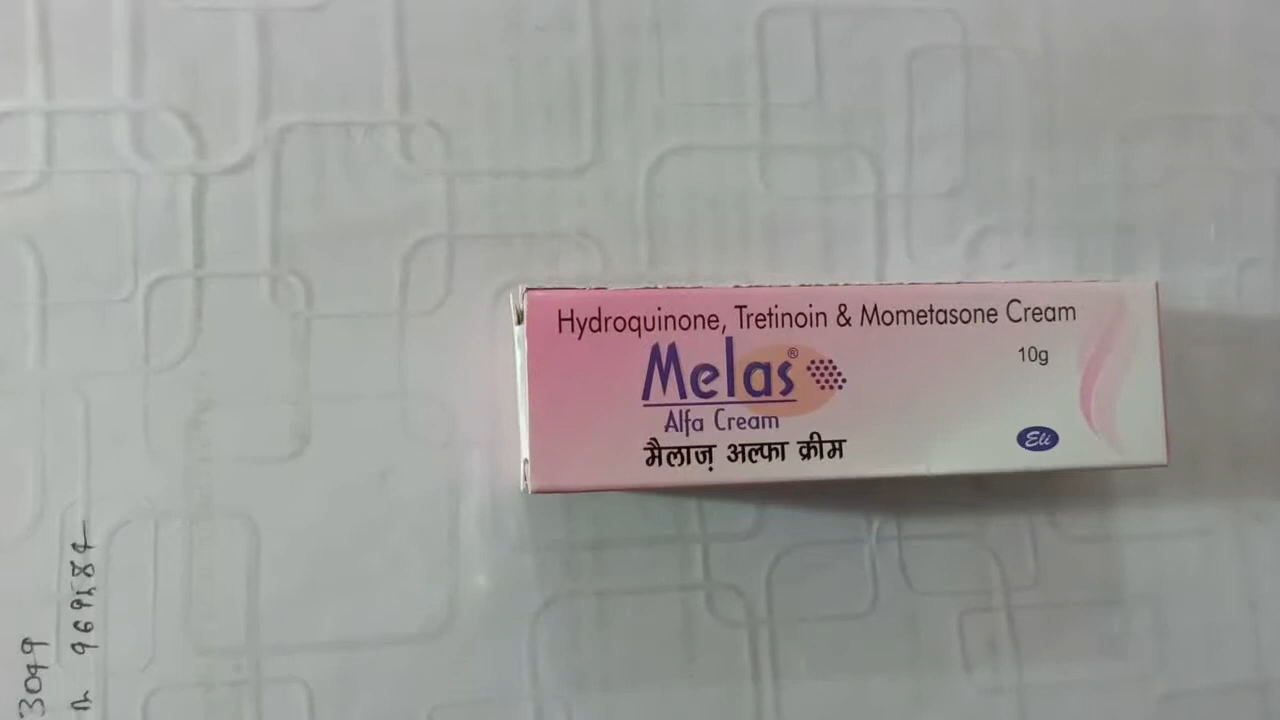 Hydroquinone, Tretinoin & Mometasone Cream
10g
Melas®
Alfa Cream
मैलाज़ अल्फा क्रीम
Eli